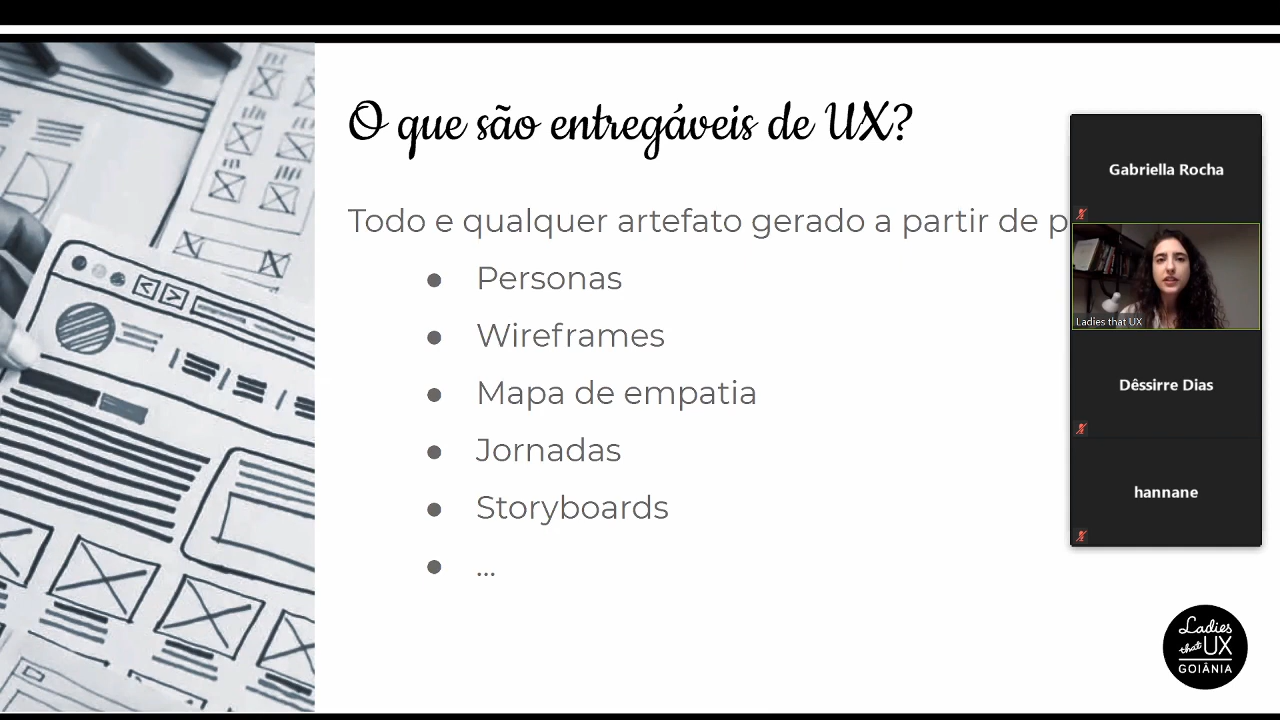 O que são entregáveis de UX?
Todo e qualquer artefato gerado a partir de p
● Personas
● Wireframes
● Mapa de empatia
● Jornadas
● Storyboards
● ...
Gabriella Rocha
Ladies that UX
Dêssirre Dias
hannane
Ladies
that UX
GOIÂNIA